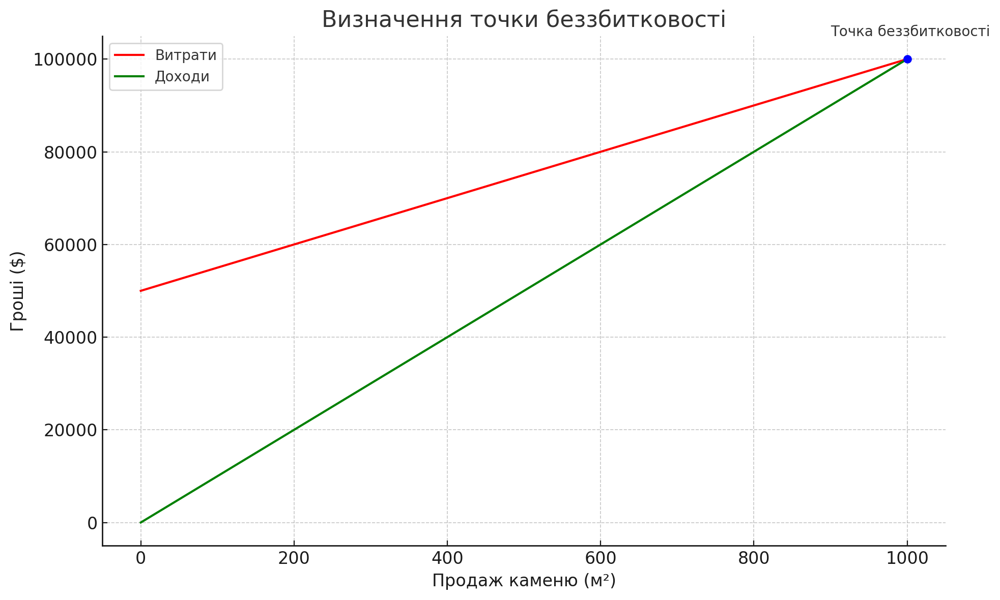 Визначення точки беззбитковості
Точка беззбитковості
Витрати
Доходи
100000
80000
60000
40000
20000
0
Гроші ($)
0 200 400 600 800 1000
Продаж каменю (м²)